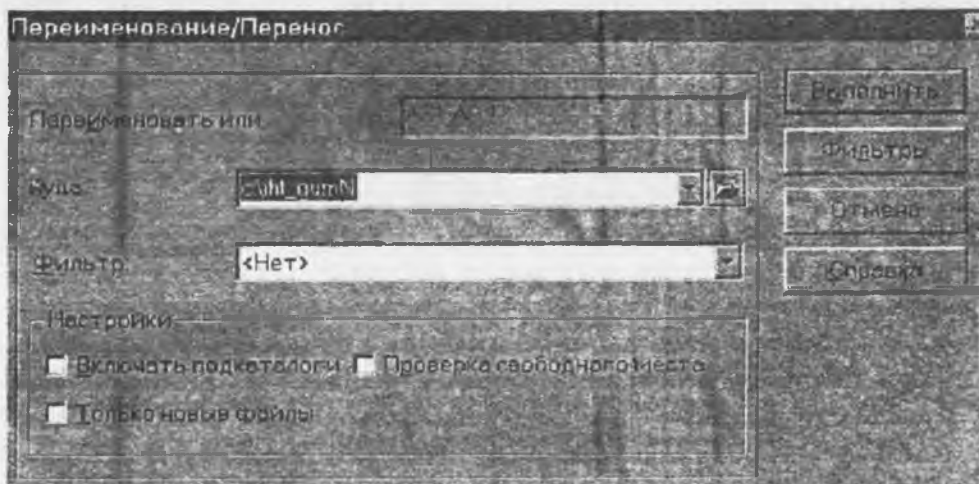 Переименование/Перенос
Переименовать или
Куда
Фильтр
<Нет>
Настройки
Включать подкаталоги
Проверка свободного места
Только новые файлы
Выполнить
Фильтры
Отмена
Справка